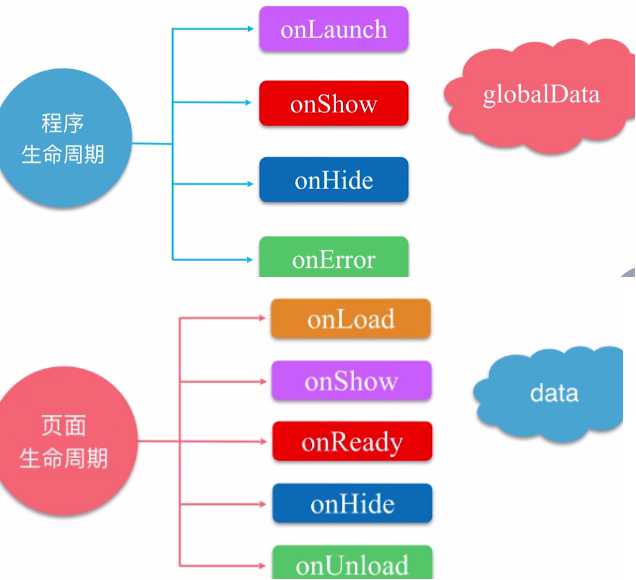 程序
生命周期
onLaunch
onShow
onHide
onError
globalData
页面
生命周期
onLoad
onShow
onReady
onHide
onUnload
data